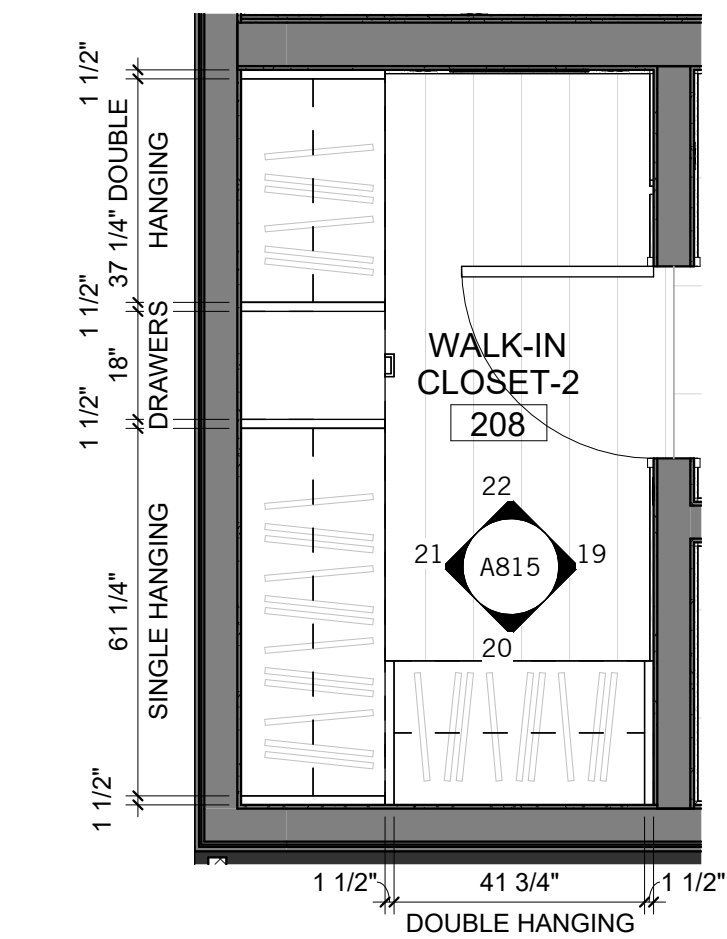 1 1/2"
37 1/4" DOUBLE
HANGING
1 1/2"
18"
DRAWERS
1 1/2"
61 1/4"
SINGLE HANGING
1 1/2"
WALK-IN
CLOSET-2
208
22
21 A815 19
20
1 1/2" 41 3/4" 1 1/2"
DOUBLE HANGING